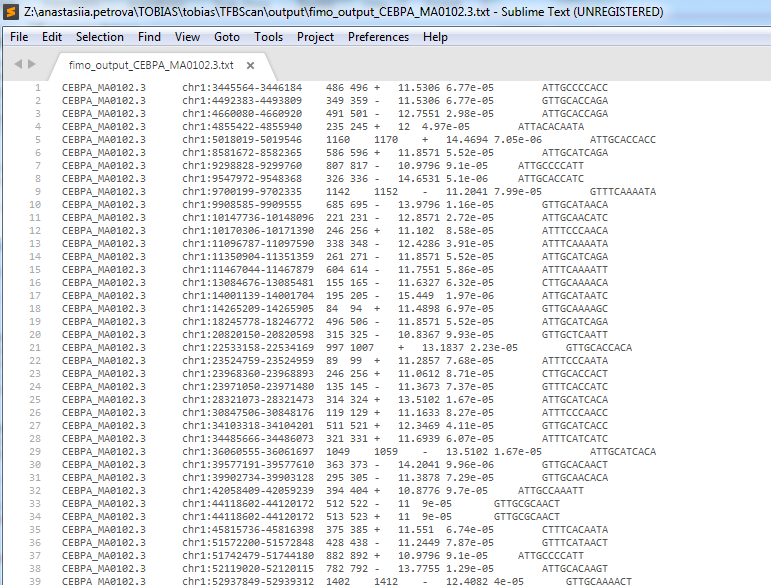 Z:\anastasiia.petrova\TOBIAS\tobias\TFBScan\output\fimo_output_CEBPA_MA0102.3.txt - Sublime Text (UNREGISTERED)
File Edit Selection Find View Goto Tools Project Preferences Help
fimo_output_CEBPA_MA0102.3.txt ×
1 CEBPA_MA0102.3 chr1:3445564-3446184 486 496 + 11.5306 6.77e-05 ATTGCCCCACC
2 CEBPA_MA0102.3 chr1:4492383-4493809 349 359 - 11.5306 6.77e-05 GTTGCACCAGA
3 CEBPA_MA0102.3 chr1:4660080-4660920 491 501 - 12.7551 2.98e-05 ATTGCACCAGA
4 CEBPA_MA0102.3 chr1:4855422-4855940 235 245 + 12 4.97e-05 ATTACACAATA
5 CEBPA_MA0102.3 chr1:5018019-5019546 1160 1170 + 14.4694 7.05e-06 ATTGCACCACC
6 CEBPA_MA0102.3 chr1:8581672-8582365 586 596 + 11.8571 5.52e-05 ATTGCATCAGA
7 CEBPA_MA0102.3 chr1:9298828-9299760 807 817 - 10.9796 9.1e-05 ATTGCCCCATT
8 CEBPA_MA0102.3 chr1:9547972-9548368 326 336 - 14.6531 5.1e-06 ATTGCACCATC
9 CEBPA_MA0102.3 chr1:9700199-9702335 1142 1152 - 11.2041 7.99e-05 GTTTCAAAATA
10 CEBPA_MA0102.3 chr1:9908585-9909555 685 695 - 13.9796 1.16e-05 GTTGCATAACA
11 CEBPA_MA0102.3 chr1:10147736-10148096 221 231 - 12.8571 2.72e-05 ATTGCAACATC
12 CEBPA_MA0102.3 chr1:10170306-10171390 246 256 + 11.102 8.58e-05 ATTTCCCAACA
13 CEBPA_MA0102.3 chr1:11096787-11097590 338 348 - 12.4286 3.91e-05 ATTTCAAAATA
14 CEBPA_MA0102.3 chr1:11350904-11351359 261 271 - 11.8571 5.52e-05 ATTGCATCAGA
15 CEBPA_MA0102.3 chr1:11467044-11467879 604 614 - 11.7551 5.86e-05 ATTTCAAAATT
16 CEBPA_MA0102.3 chr1:13084676-13085481 155 165 - 11.6327 6.32e-05 CTTGCAAAACA
17 CEBPA_MA0102.3 chr1:14001139-14001704 195 205 - 15.449 1.97e-06 ATTGCATAATC
18 CEBPA_MA0102.3 chr1:14265209-14265905 84 94 + 11.4898 6.97e-05 GTTGCAAAAGC
19 CEBPA_MA0102.3 chr1:18245778-18246772 496 506 - 11.8571 5.52e-05 ATTGCATCAGA
20 CEBPA_MA0102.3 chr1:20820150-20820598 315 325 - 10.8367 9.93e-05 GTTGCTCAATT
21 CEBPA_MA0102.3 chr1:22533158-22534169 997 1007 + 13.1837 2.23e-05 GTTGCACCACA
22 CEBPA_MA0102.3 chr1:23524759-23524959 89 99 + 11.2857 7.68e-05 ATTTCCCAATA
23 CEBPA_MA0102.3 chr1:23968360-23968893 246 256 + 11.0612 8.71e-05 CTTGCACCACT
24 CEBPA_MA0102.3 chr1:23971050-23971480 135 145 - 11.3673 7.37e-05 GTTTCACCATC
25 CEBPA_MA0102.3 chr1:28321073-28321473 314 324 + 13.5102 1.67e-05 ATTGCATCACA
26 CEBPA_MA0102.3 chr1:30847506-30848176 119 129 + 11.1633 8.27e-05 ATTTCCCAACC
27 CEBPA_MA0102.3 chr1:34103318-34104201 511 521 + 12.3469 4.11e-05 GTTGCATCACC
28 CEBPA_MA0102.3 chr1:34485666-34486073 321 331 + 11.6939 6.07e-05 ATTTCATCATC
29 CEBPA_MA0102.3 chr1:36060555-36061697 1049 1059 - 13.5102 1.67e-05 ATTGCATCACA
30 CEBPA_MA0102.3 chr1:39577191-39577610 363 373 - 14.2041 9.96e-06 GTTGCACAACT
31 CEBPA_MA0102.3 chr1:39902734-39903128 295 305 - 11.3878 7.29e-05 GTTGCAACACA
32 CEBPA_MA0102.3 chr1:42058409-42059239 394 404 + 10.8776 9.7e-05 ATTGCCAAATT
33 CEBPA_MA0102.3 chr1:44118602-44120172 512 522 - 11 9e-05 GTTGCGCAACT
34 CEBPA_MA0102.3 chr1:44118602-44120172 513 523 + 11 9e-05 GTTGCGCAACT
35 CEBPA_MA0102.3 chr1:45815736-45816398 375 385 + 11.551 6.74e-05 CTTTCACAATA
36 CEBPA_MA0102.3 chr1:51572200-51572848 428 438 - 11.2449 7.87e-05 GTTTCATAACT
37 CEBPA_MA0102.3 chr1:51742479-51744180 882 892 + 10.9796 9.1e-05 ATTGCCCCATT
38 CEBPA_MA0102.3 chr1:52119020-52120115 782 792 - 13.7755 1.29e-05 ATTGCACAAGT
39 CEBPA_MA0102.3 chr1:52937849-52939312 1402 1412 - 12.4082 4e-05 GTTGCAAAACT